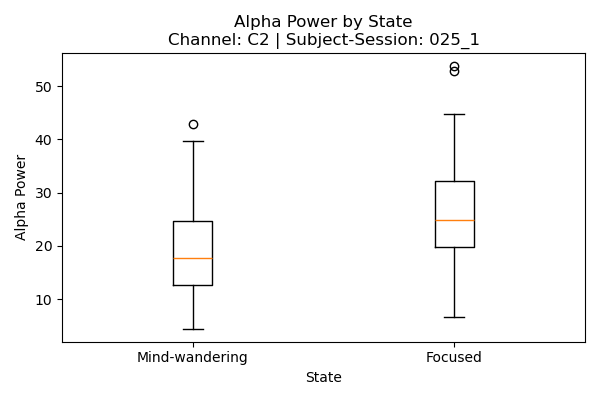 Alpha Power by State
Channel: C2 | Subject-Session: 025_1
Alpha Power
50
40
30
20
10
Mind-wandering
Focused
State